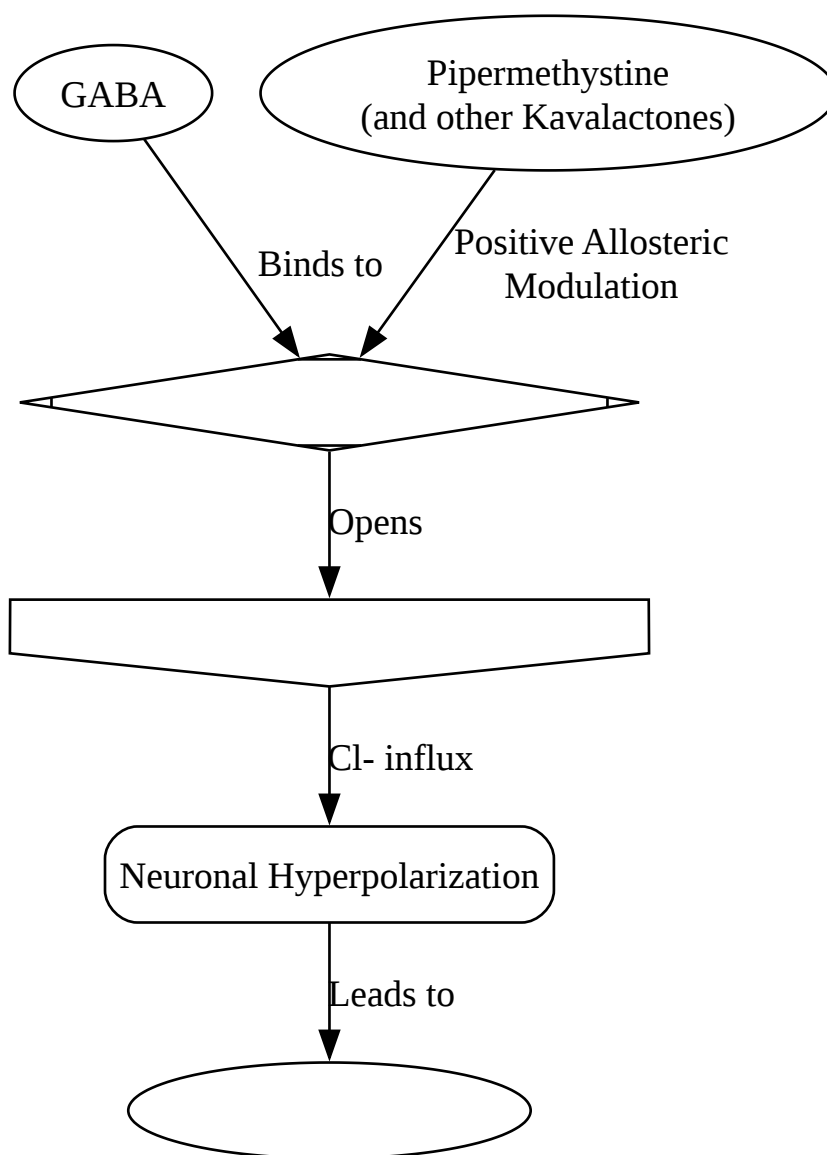 GABA
Pipermethystine
(and other Kavalactones)
Binds to
Positive Allosteric
Modulation
Opens
Cl- influx
Neuronal Hyperpolarization
Leads to